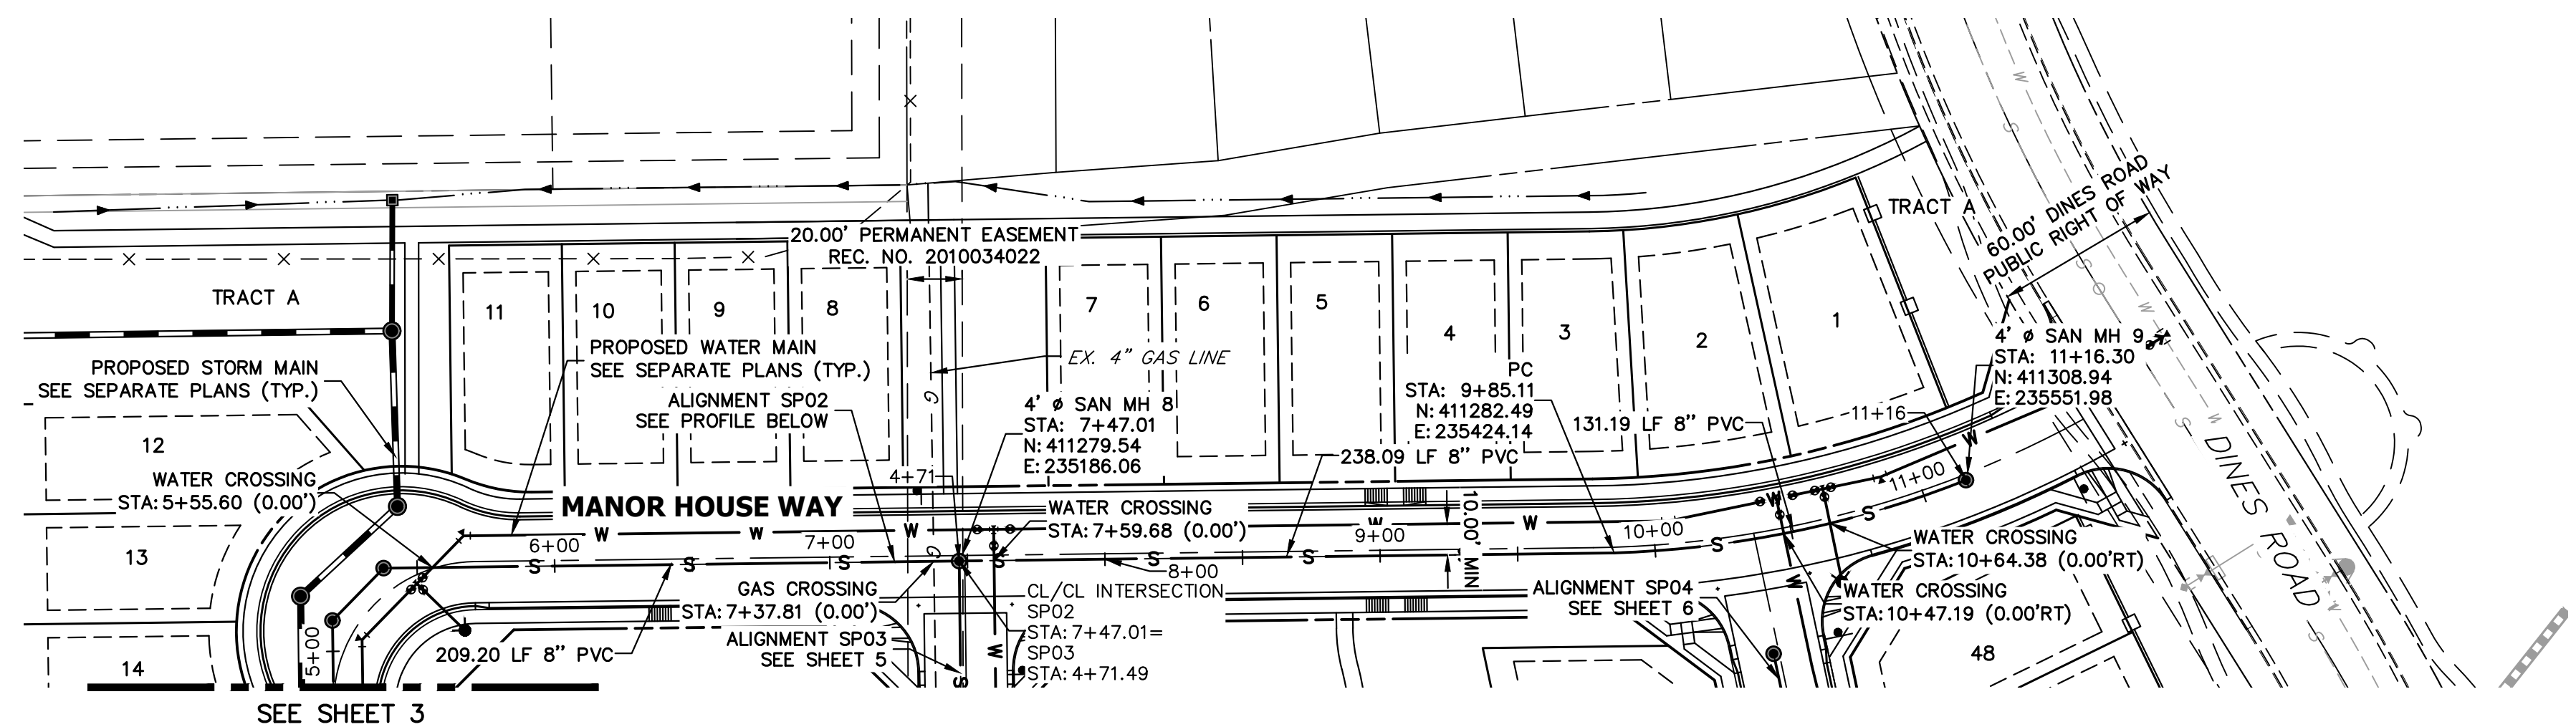 TRACT A
60.00' DINES ROAD
PUBLIC RIGHT OF WAY
20.00' PERMANENT EASEMENT
REC. NO. 2010034022
TRACT A
11
10
9
8
7
6
5
4
3
2
1
PROPOSED STORM MAIN
SEE SEPARATE PLANS (TYP.)
PROPOSED WATER MAIN
SEE SEPARATE PLANS (TYP.)
EX. 4" GAS LINE
ALIGNMENT SP02
SEE PROFILE BELOW
4' ø SAN MH 8
STA: 7+47.01
N: 411279.54
E: 235186.06
PC
STA: 9+85.11
N: 411282.49
E: 235424.14
131.19 LF 8" PVC
11+16
4' ø SAN MH 9
STA: 11+16.30
N: 411308.94
E: 235551.98
12
WATER CROSSING
STA: 5+55.60 (0.00')
4+71
238.09 LF 8" PVC
MANOR HOUSE WAY
WATER CROSSING
STA: 7+59.68 (0.00')
10.00' MIN
11+00
DINES ROAD
13
6+00
7+00
8+00
9+00
10+00
W W W W W W W W W
S S S S S S S S
G G
WATER CROSSING
STA: 10+64.38 (0.00'RT)
GAS CROSSING
STA: 7+37.81 (0.00')
CL/CL INTERSECTION
SP02
STA: 7+47.01=
SP03
STA: 4+71.49
ALIGNMENT SP04
SEE SHEET 6
WATER CROSSING
STA: 10+47.19 (0.00'RT)
ALIGNMENT SP03
SEE SHEET 5
209.20 LF 8" PVC
5+00
14
48
SEE SHEET 3